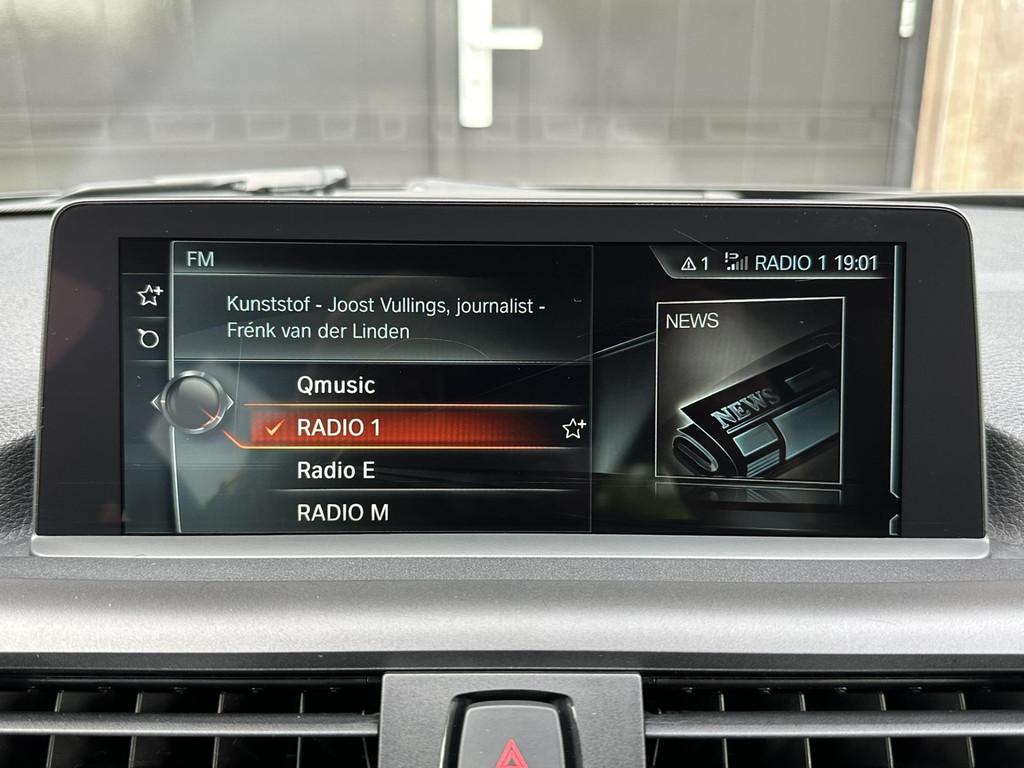 FM
1 RADIO 1 19:01
Kunststof - Joost Vullings, journalist -
Frénk van der Linden
NEWS
NEWS
Qmusic
RADIO 1
Radio E
RADIO M